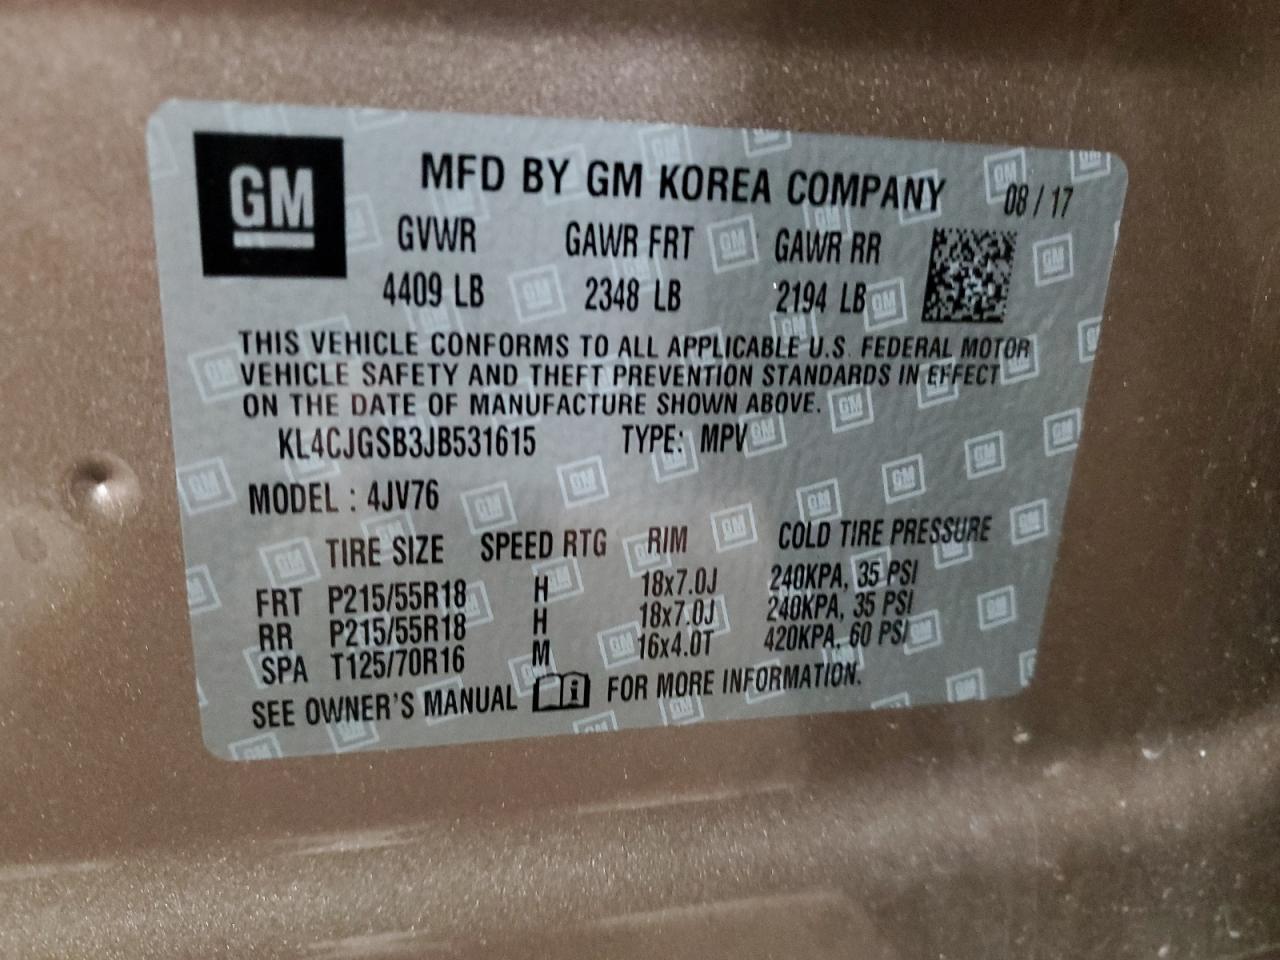 GM
MFD BY GM KOREA COMPANY 08 / 17
GVWR GAWR FRT GAWR RR
4409 LB 2348 LB 2194 LB
THIS VEHICLE CONFORMS TO ALL APPLICABLE U.S. FEDERAL MOTOR
VEHICLE SAFETY AND THEFT PREVENTION STANDARDS IN EFFECT
ON THE DATE OF MANUFACTURE SHOWN ABOVE.
KL4CJGSB3JB531615 TYPE: MPV
MODEL : 4JV76
TIRE SIZE SPEED RTG RIM COLD TIRE PRESSURE
FRT P215/55R18 H 18x7.0J 240KPA, 35 PSI
RR P215/55R18 H 18x7.0J 240KPA, 35 PSI
SPA T125/70R16 M 16x4.0T 420KPA, 60 PSI
SEE OWNER'S MANUAL FOR MORE INFORMATION.